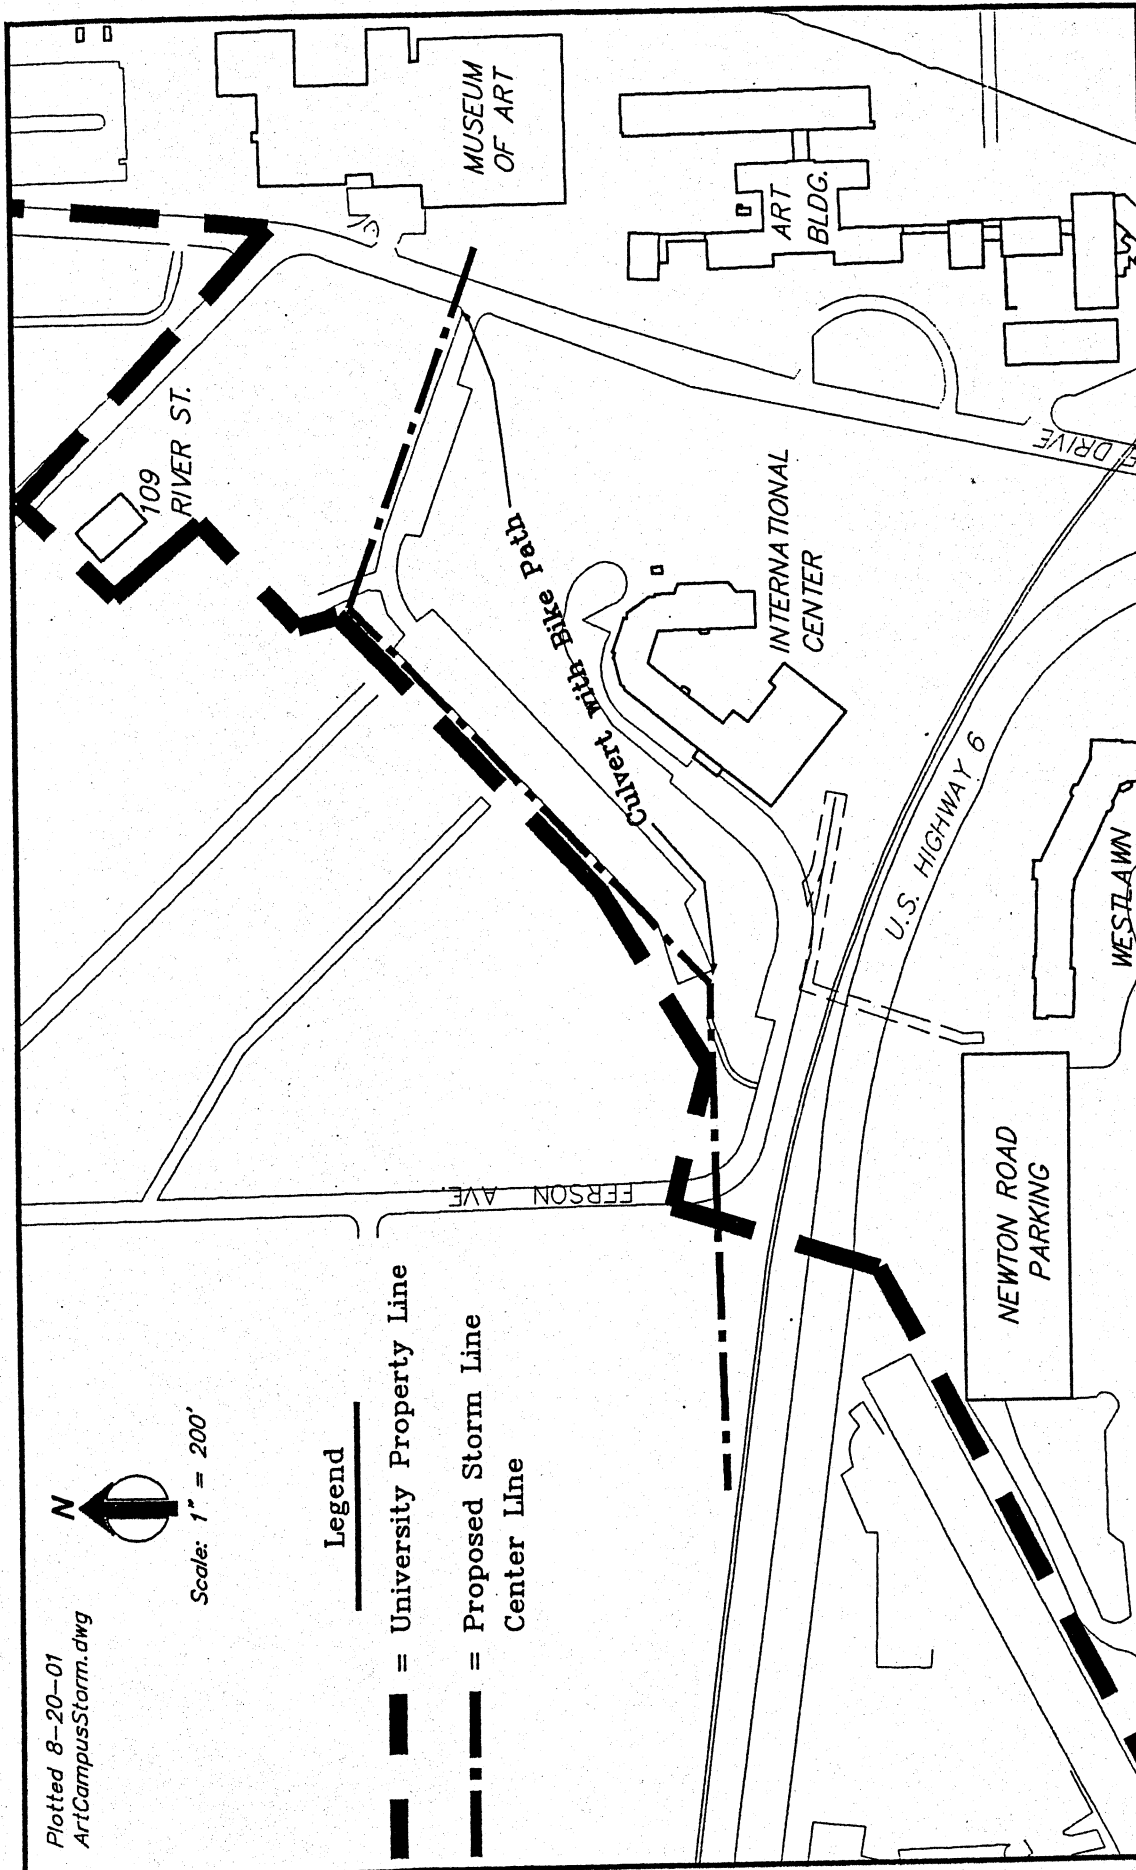 Plotted 8-20-01
ArtCampusStorm.dwg
N
Scale: 1" = 200'
Legend
= University Property Line
= Proposed Storm Line
Center LIne
109
RIVER ST.
MUSEUM
OF ART
ART
BLDG.
Culvert with Bike Path
INTERNATIONAL
CENTER
E DRIVE
FERSON AVE.
U.S. HIGHWAY 6
WESTLAWN
NEWTON ROAD
PARKING